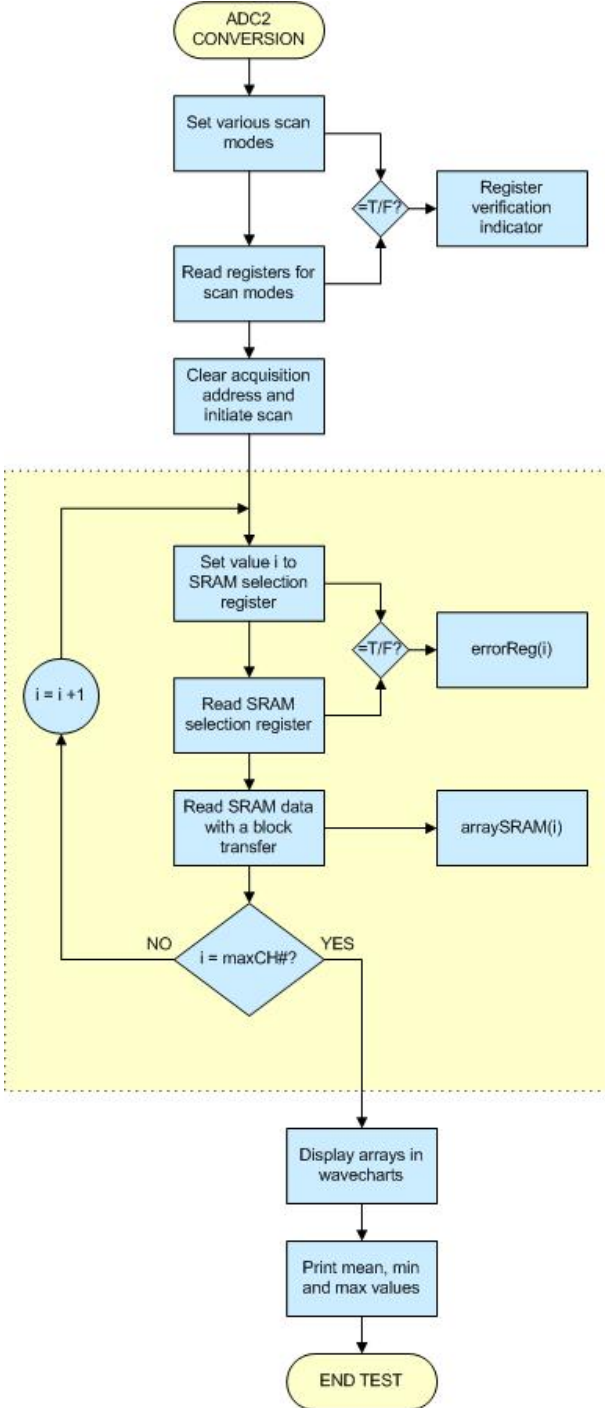 ADC2
CONVERSION
Set various scan
modes
=T/F?
Register
verification
indicator
Read registers for
scan modes
Clear acquisition
address and
initiate scan
Set value i to
SRAM selection
register
=T/F?
errorReg(i)
i = i +1
Read SRAM
selection register
Read SRAM data
with a block
transfer
arraySRAM(i)
NO
YES
i = maxCH#?
Display arrays in
wavecharts
Print mean, min
and max values
END TEST